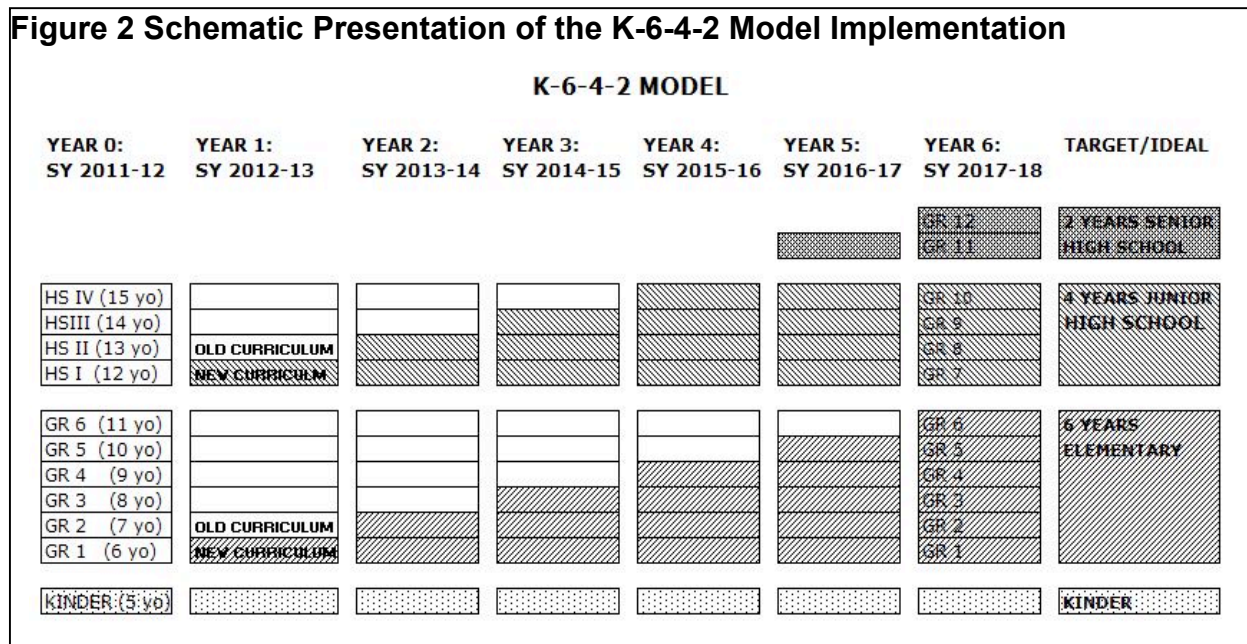 Figure 2 Schematic Presentation of the K-6-4-2 Model Implementation
K-6-4-2 MODEL
YEAR 0: YEAR 1: YEAR 2: YEAR 3: YEAR 4: YEAR 5: YEAR 6: TARGET/IDEAL
SY 2011-12 SY 2012-13 SY 2013-14 SY 2014-15 SY 2015-16 SY 2016-17 SY 2017-18
GR 12 2 YEARS SENIOR
GR 11 HIGH SCHOOL
HS IV (15 yo) GR 10 4 YEARS JUNIOR
HSIII (14 yo) GR 9 HIGH SCHOOL
HS II (13 yo) OLD CURRICULUM GR 8
HS I (12 yo) NEW CURRICULM GR 7
GR 6 (11 yo) GR 6 6 YEARS
GR 5 (10 yo) GR 5 ELEMENTARY
GR 4 (9 yo) GR 4
GR 3 (8 yo) GR 3
GR 2 (7 yo) OLD CURRICULUM GR 2
GR 1 (6 yo) NEW CURRICULUM GR 1
KINDER (5 yo) KINDER